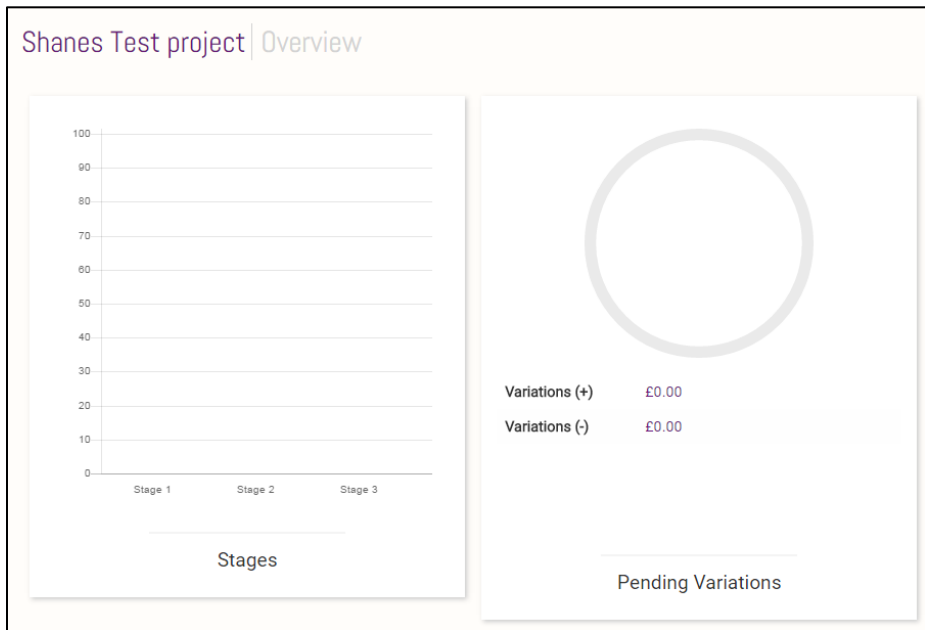 Shanes Test project Overview
100
90
80
70
60
50
40
30
20
10
0
Stage 1 Stage 2 Stage 3
Stages
Variations (+) £0.00
Variations (-) £0.00
Pending Variations